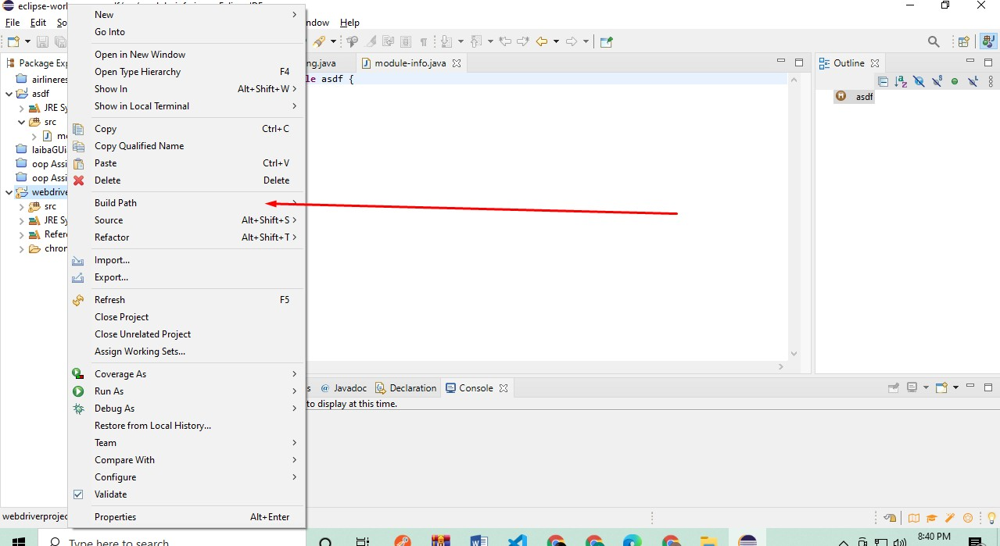 eclipse-wor
File Edit So
ndow Help
Package Exp
airlineres
asdf
JRE Sy
src
laibaGUi
oop Assi
oop Assi
webdrive
src
JRE Sy
Refere
chron
webdriverprojec
New
Go Into
Open in New Window
Open Type Hierarchy F4
Show In Alt+Shift+W
Show in Local Terminal
Copy Ctrl+C
Copy Qualified Name
Paste Ctrl+V
Delete Delete
Build Path
Source Alt+Shift+S
Refactor Alt+Shift+T
Import...
Export...
Refresh F5
Close Project
Close Unrelated Project
Assign Working Sets...
Coverage As
Run As
Debug As
Restore from Local History...
Team
Compare With
Configure
Validate
Properties Alt+Enter
ng.java
module-info.java
le asdf {
Outline
asdf
s @ Javadoc Declaration Console
to display at this time.
Type here to search
8:40 PM